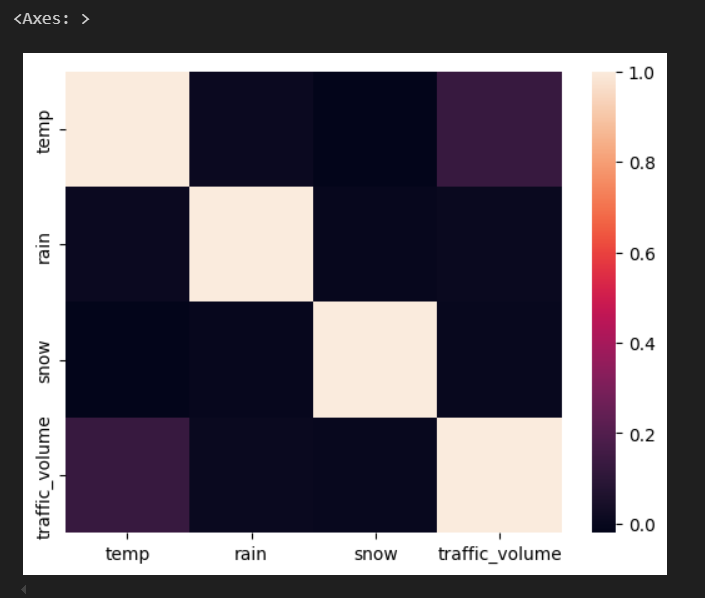 <Axes: >
temp
rain
snow
traffic_volume
temp
rain
snow
traffic_volume
1.0
0.8
0.6
0.4
0.2
0.0